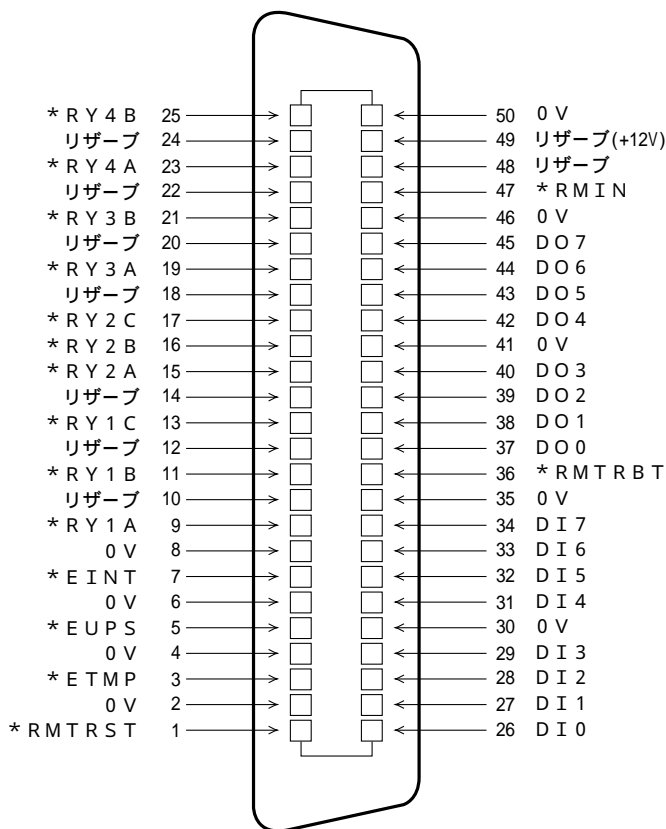 *RY4B 25
リザーブ 24
*RY4A 23
リザーブ 22
*RY3B 21
リザーブ 20
*RY3A 19
リザーブ 18
*RY2C 17
*RY2B 16
*RY2A 15
リザーブ 14
*RY1C 13
リザーブ 12
*RY1B 11
リザーブ 10
*RY1A 9
0V 8
*EINT 7
0V 6
*EUPS 5
0V 4
*ETMP 3
0V 2
*RMTRST 1
50 0V
49 リザーブ(+12V)
48 リザーブ
47 *RMIN
46 0V
45 DO7
44 DO6
43 DO5
42 DO4
41 0V
40 DO3
39 DO2
38 DO1
37 DO0
36 *RMTRBT
35 0V
34 DI7
33 DI6
32 DI5
31 DI4
30 0V
29 DI3
28 DI2
27 DI1
26 DI0